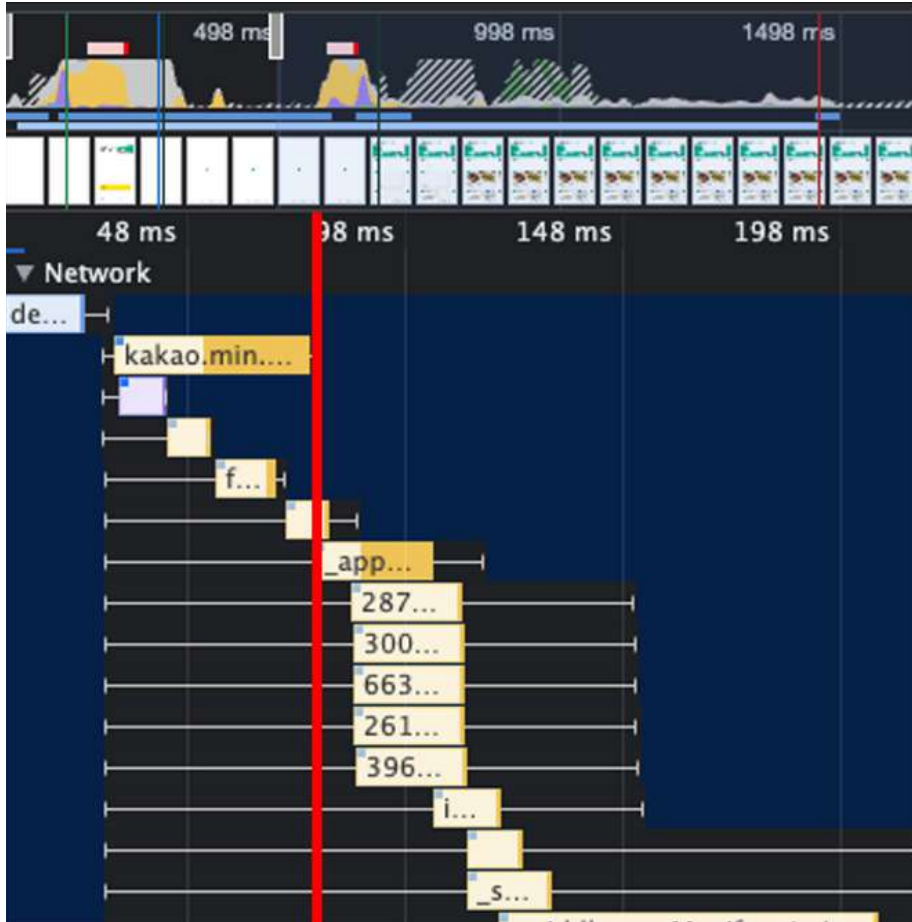 498 ms 998 ms 1498 ms
48 ms 98 ms 148 ms 198 ms
▼ Network
de...
kakao.min....
f...
_app...
287...
300...
663...
261...
396...
i...
_s...